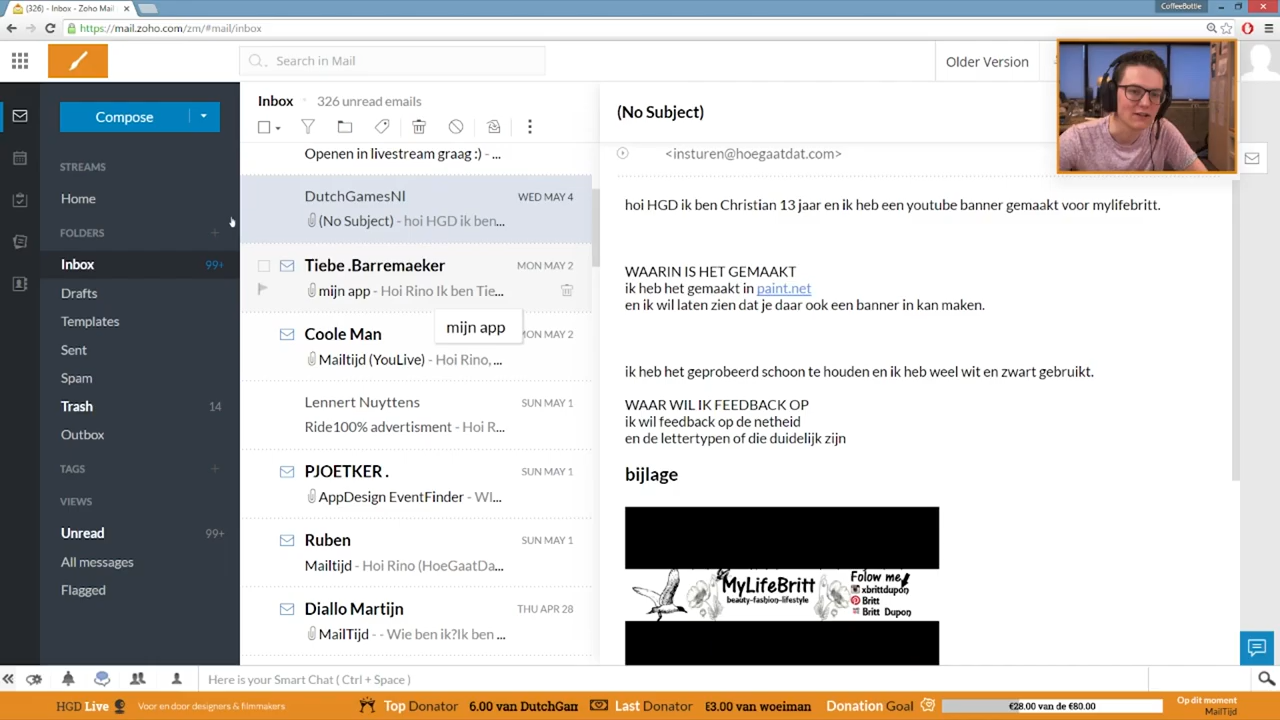 (326) - Inbox - Zoho Mail
CoffeeBottle
https://mail.zoho.com/zm/#mail/inbox
Search in Mail
Older Version
Compose
STREAMS
Home
FOLDERS
Inbox 99+
Drafts
Templates
Sent
Spam
Trash 14
Outbox
TAGS
VIEWS
Unread 99+
All messages
Flagged
Inbox 326 unread emails
Openen in livestream graag :) - ...
DutchGamesNl WED MAY 4
(No Subject) - hoi HGD ik ben...
Tiebe .Barremaeker MON MAY 2
mijn app - Hoi Rino Ik ben Tie...
mijn app
Coole Man MON MAY 2
Mailtijd (YouLive) - Hoi Rino, ...
Lennert Nuyttens SUN MAY 1
Ride100% advertisment - Hoi R...
PJOETKER . SUN MAY 1
AppDesign EventFinder - WI...
Ruben SUN MAY 1
Mailtijd - Hoi Rino (HoeGaatDa...
Diallo Martijn THU APR 28
MailTijd - - Wie ben ik?Ik ben ...
(No Subject)
<insturen@hoegaatdat.com>
hoi HGD ik ben Christian 13 jaar en ik heb een youtube banner gemaakt voor mylifebritt.
WAARIN IS HET GEMAAKT
ik heb het gemaakt in paint.net
en ik wil laten zien dat je daar ook een banner in kan maken.
ik heb het geprobeerd schoon te houden en ik heb weel wit en zwart gebruikt.
WAAR WIL IK FEEDBACK OP
ik wil feedback op de netheid
en de lettertypen of die duidelijk zijn
bijlage
MyLifeBritt
beauty-fashion-lifestyle
Folow me
xbrittdupon
Britt
Britt Dupon
Here is your Smart Chat ( Ctrl + Space )
HGD Live Voor en door designers & filmmakers
Top Donator 6.00 van DutchGam
Last Donator £3.00 van woeiman
Donation Goal €28.00 van de €80.00
Op dit moment
MailTijd